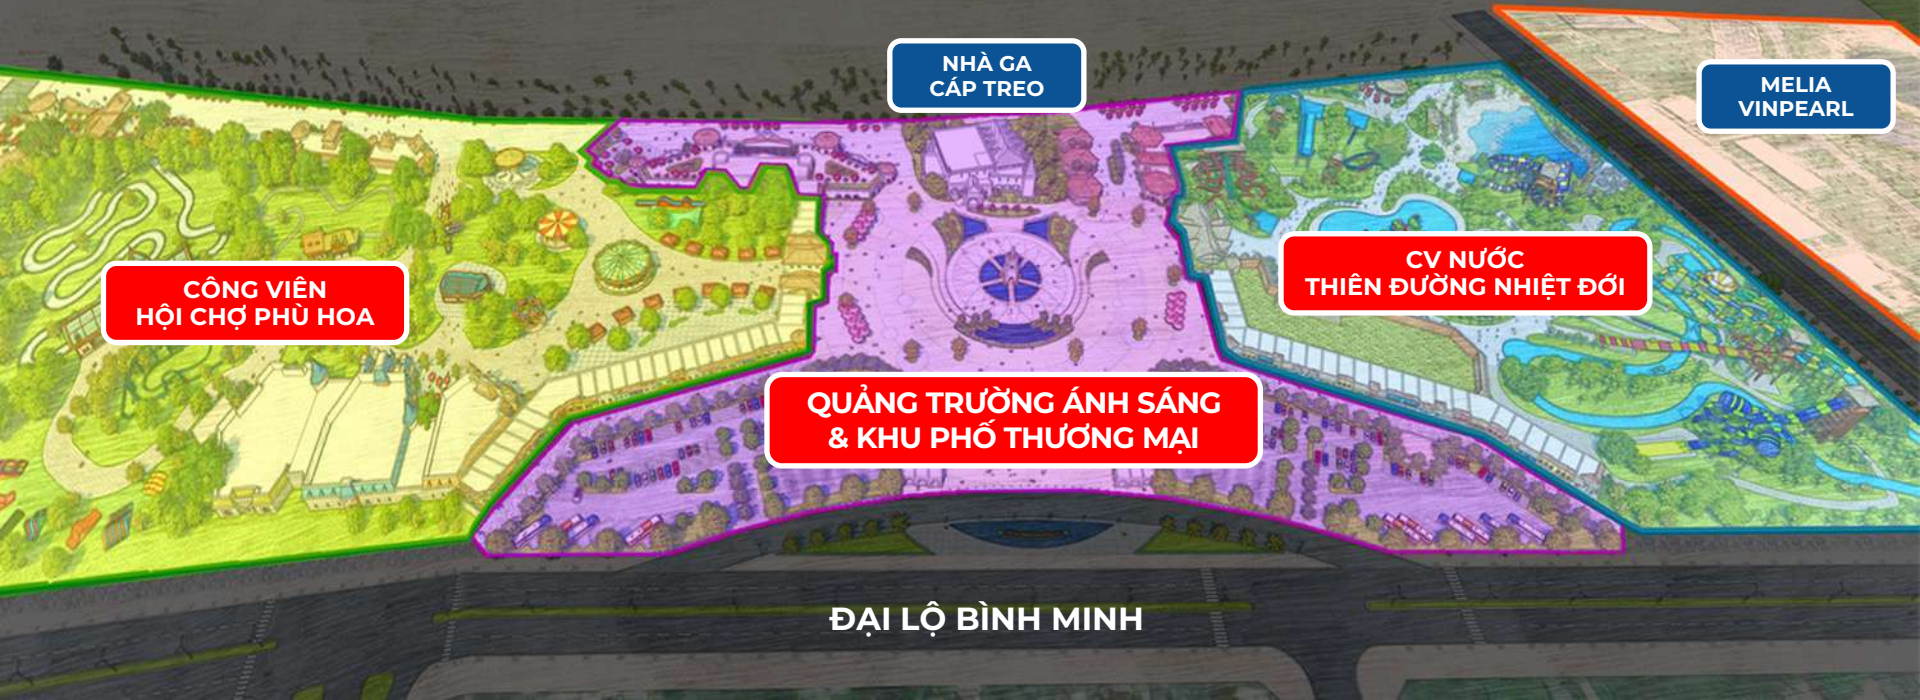 NHÀ GA
CÁP TREO
MELIA
VINPEARL
CÔNG VIÊN
HỘI CHỢ PHÙ HOA
CV NƯỚC
THIÊN ĐƯỜNG NHIỆT ĐỚI
QUẢNG TRƯỜNG ÁNH SÁNG
& KHU PHỐ THƯƠNG MẠI
ĐẠI LỘ BÌNH MINH